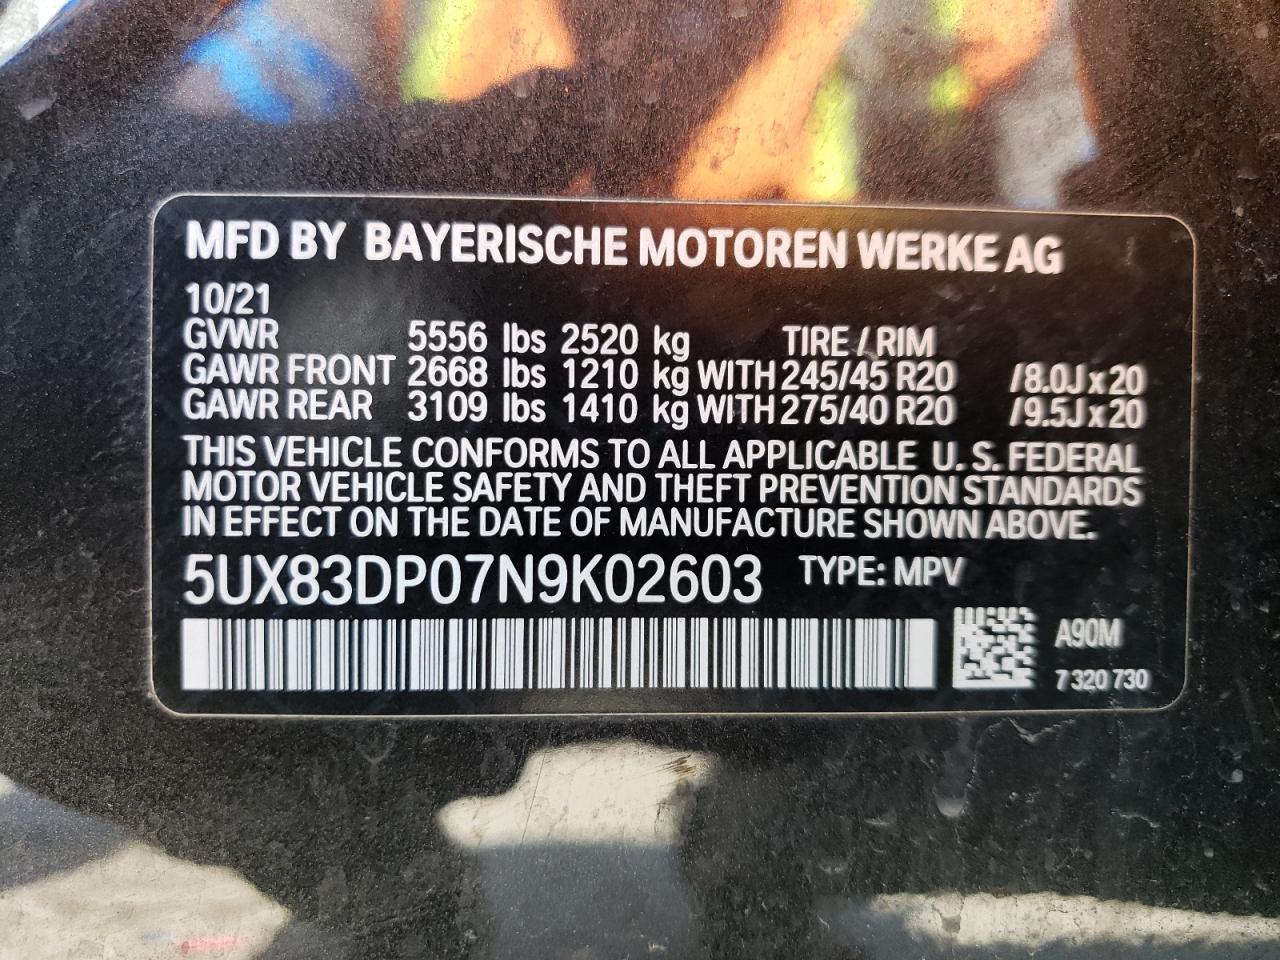 MFD BY BAYERISCHE MOTOREN WERKE AG
10/21
GVWR 5556 lbs 2520 kg TIRE / RIM
GAWR FRONT 2668 lbs 1210 kg WITH 245/45 R20 /8.0J x 20
GAWR REAR 3109 lbs 1410 kg WITH 275/40 R20 /9.5J x 20
THIS VEHICLE CONFORMS TO ALL APPLICABLE U.S. FEDERAL
MOTOR VEHICLE SAFETY AND THEFT PREVENTION STANDARDS
IN EFFECT ON THE DATE OF MANUFACTURE SHOWN ABOVE.
5UX83DP07N9K02603 TYPE: MPV
A90M
7 320 730